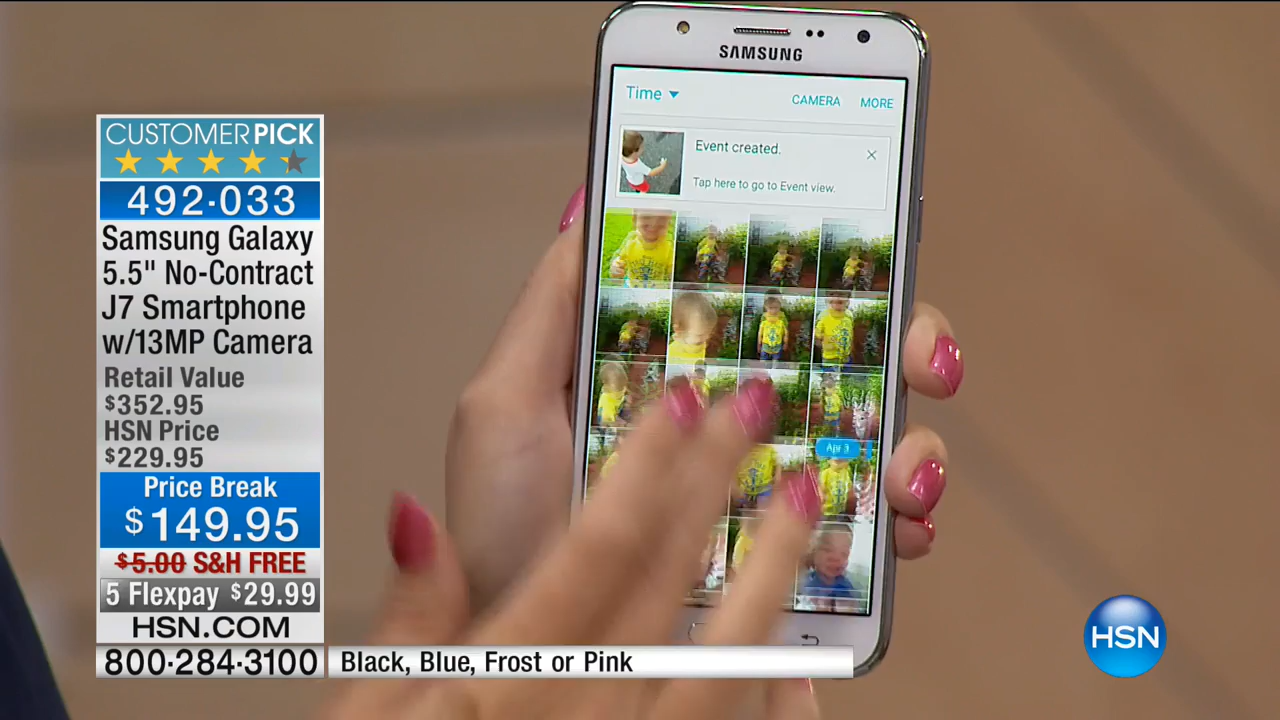 CUSTOMER PICK
492-033
Samsung Galaxy
5.5" No-Contract
J7 Smartphone
w/13MP Camera
Retail Value
$352.95
HSN Price
$229.95
Price Break
$149.95
$5.00 S&H FREE
5 Flexpay $29.99
HSN.COM
800-284-3100
Black, Blue, Frost or Pink
SAMSUNG
Time
CAMERA
MORE
Event created.
Tap here to go to Event view.
Apr 3
HSN